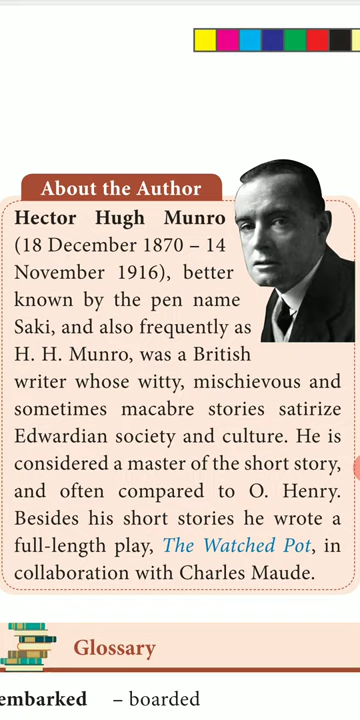 About the Author
Hector Hugh Munro
(18 December 1870 – 14
November 1916), better
known by the pen name
Saki, and also frequently as
H. H. Munro, was a British
writer whose witty, mischievous and
sometimes macabre stories satirize
Edwardian society and culture. He is
considered a master of the short story,
and often compared to O. Henry.
Besides his short stories he wrote a
full-length play, The Watched Pot, in
collaboration with Charles Maude.
Glossary
embarked – boarded